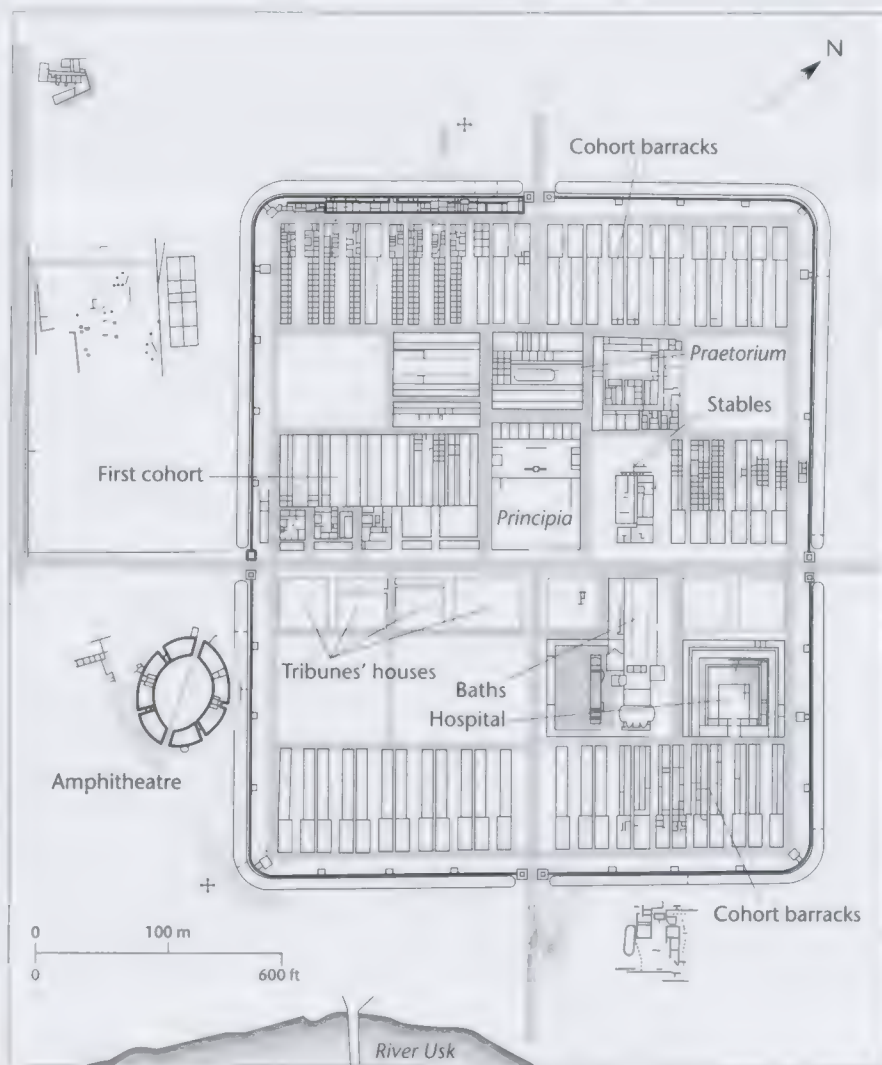 N
Cohort barracks
Praetorium
Stables
First cohort
Principia
Tribunes' houses
Baths
Hospital
Amphitheatre
Cohort barracks
0 100 m
0 600 ft
River Usk